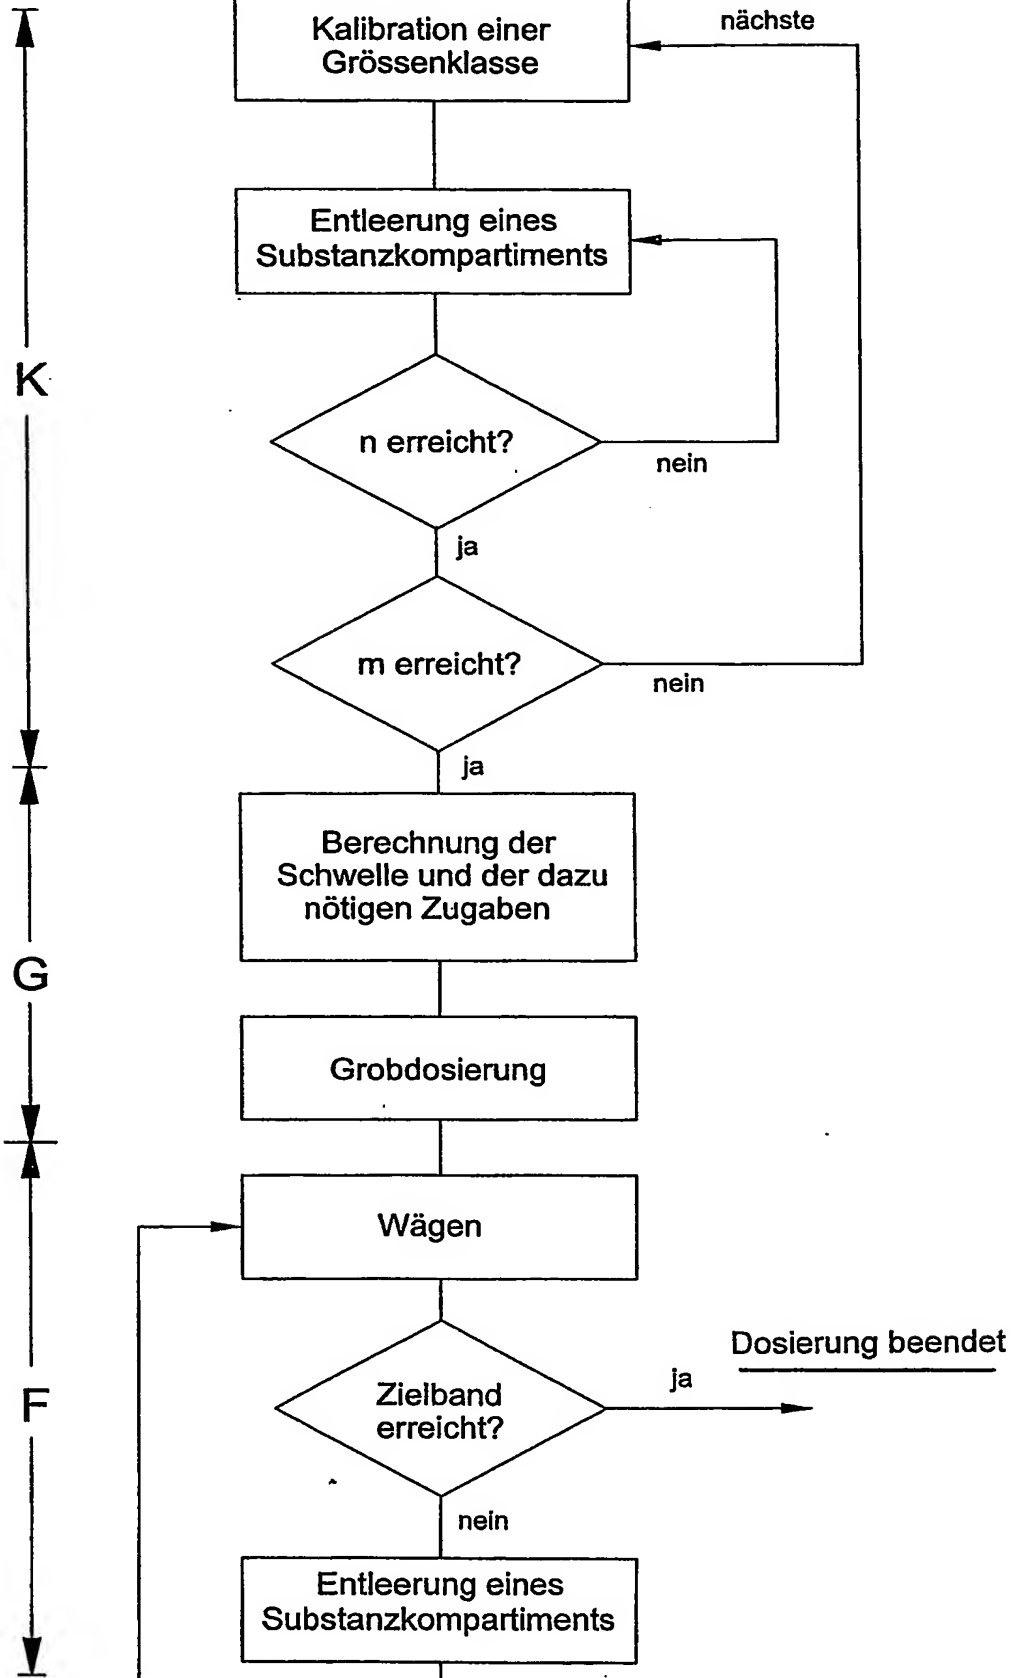 Kalibration einer
Grössenklasse
nächste
Entleerung eines
Substanzkompartiments
K
n erreicht?
nein
ja
m erreicht?
nein
ja
Berechnung der
Schwelle und der dazu
nötigen Zugaben
G
Grobdosierung
Wägen
Dosierung beendet
ja
Zielband
erreicht?
F
nein
Entleerung eines
Substanzkompartiments